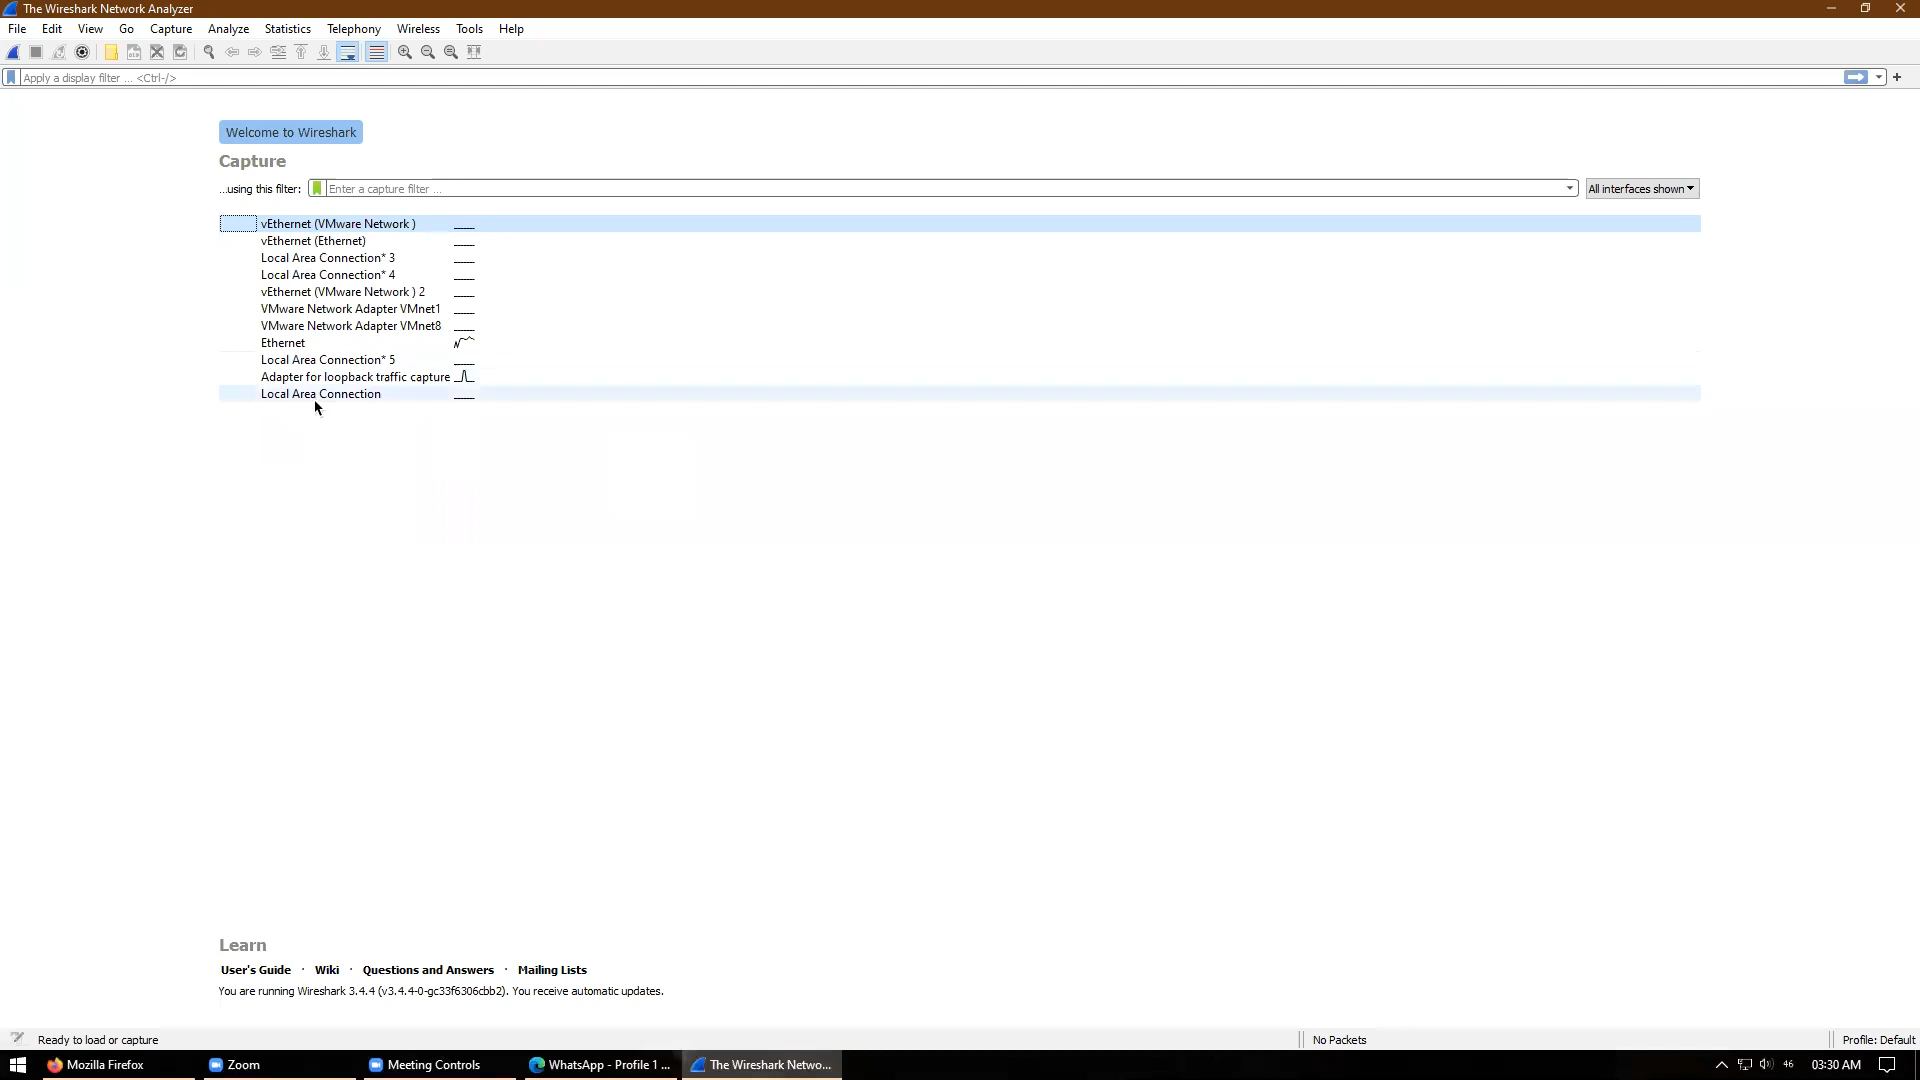 The Wireshark Network Analyzer
File Edit View Go Capture Analyze Statistics Telephony Wireless Tools Help
Apply a display filter ... <Ctrl-/>
Welcome to Wireshark
Capture
...using this filter: Enter a capture filter ... All interfaces shown
vEthernet (VMware Network )
vEthernet (Ethernet)
Local Area Connection* 3
Local Area Connection* 4
vEthernet (VMware Network ) 2
VMware Network Adapter VMnet1
VMware Network Adapter VMnet8
Ethernet
Local Area Connection* 5
Adapter for loopback traffic capture
Local Area Connection
Learn
User's Guide · Wiki · Questions and Answers · Mailing Lists
You are running Wireshark 3.4.4 (v3.4.4-0-gc33f6306cbb2). You receive automatic updates.
Ready to load or capture No Packets Profile: Default
Mozilla Firefox Zoom Meeting Controls WhatsApp - Profile 1 ... The Wireshark Netwo... 46 03:30 AM